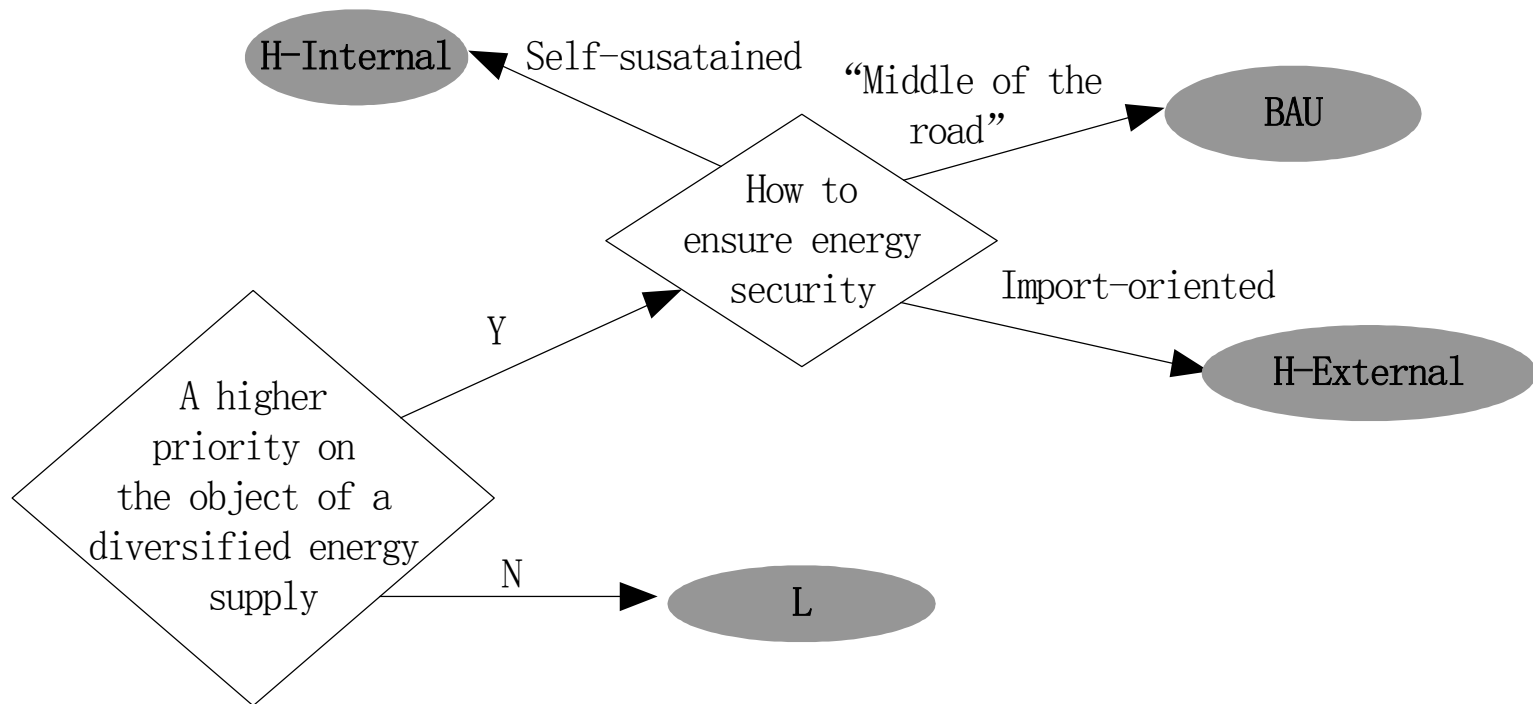 H-Internal
Self-susatained
“Middle of the
road”
BAU
How to
ensure energy
security
Import-oriented
H-External
Y
A higher
priority on
the object of a
diversified energy
supply
N
L